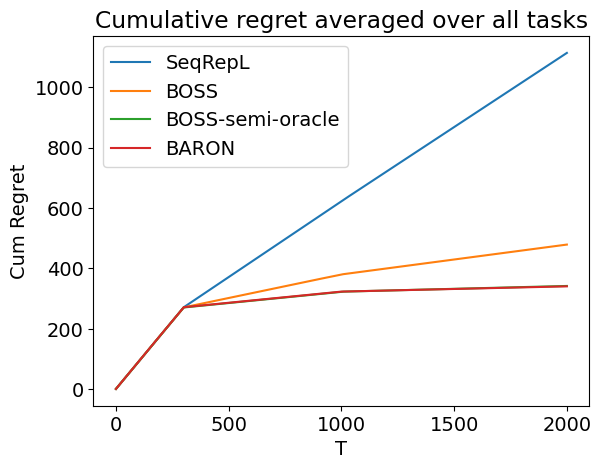 Cumulative regret averaged over all tasks
SeqRepL
BOSS
BOSS-semi-oracle
BARON
Cum Regret
1000
800
600
400
200
0
0 500 1000 1500 2000
T